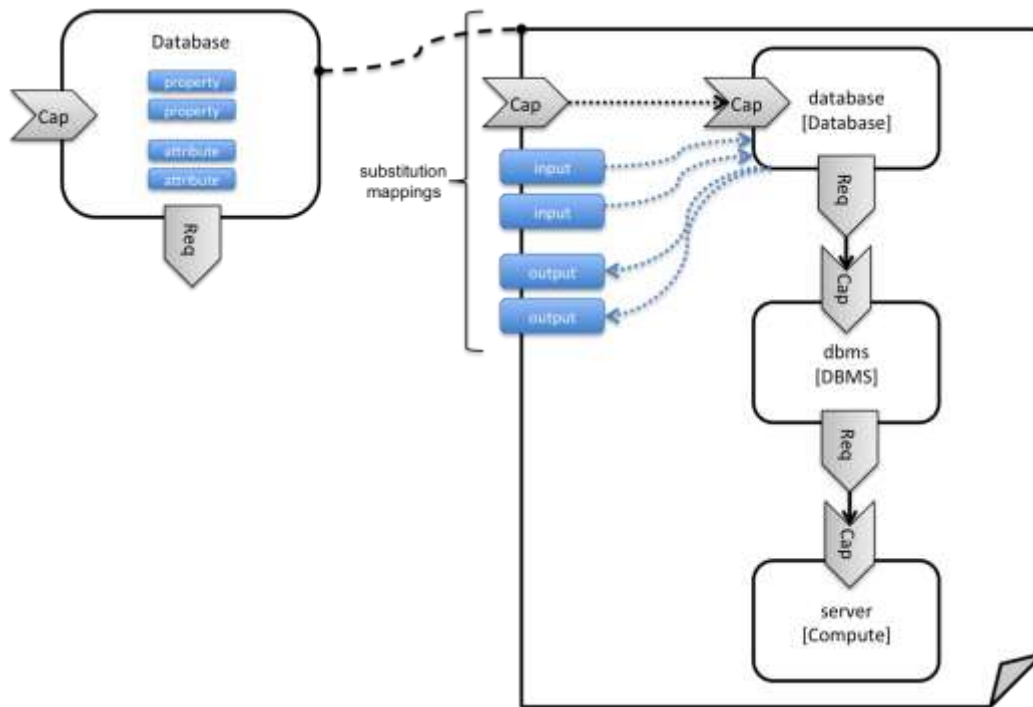 Database
property
property
attribute
attribute
Cap
Req
substitution
mappings
Cap
input
input
output
output
Cap
database
[Database]
Req
Cap
dbms
[DBMS]
Req
Cap
server
[Compute]